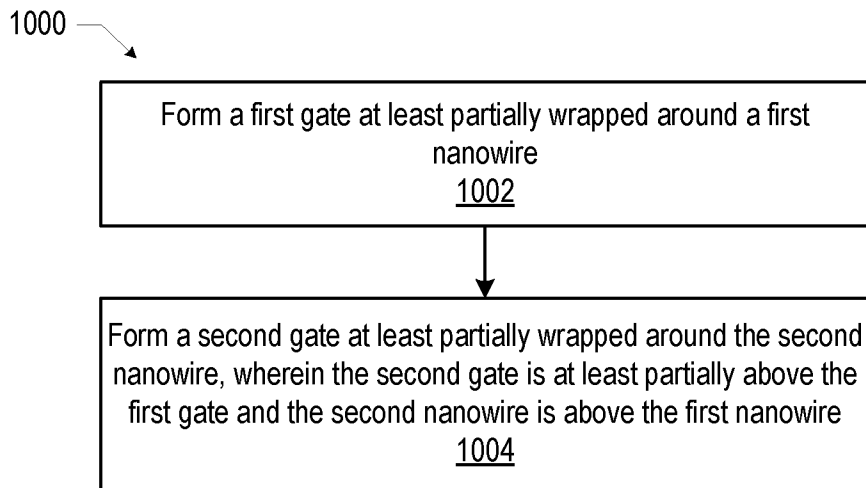 1000
Form a first gate at least partially wrapped around a first
nanowire
1002
Form a second gate at least partially wrapped around the second
nanowire, wherein the second gate is at least partially above the
first gate and the second nanowire is above the first nanowire
1004